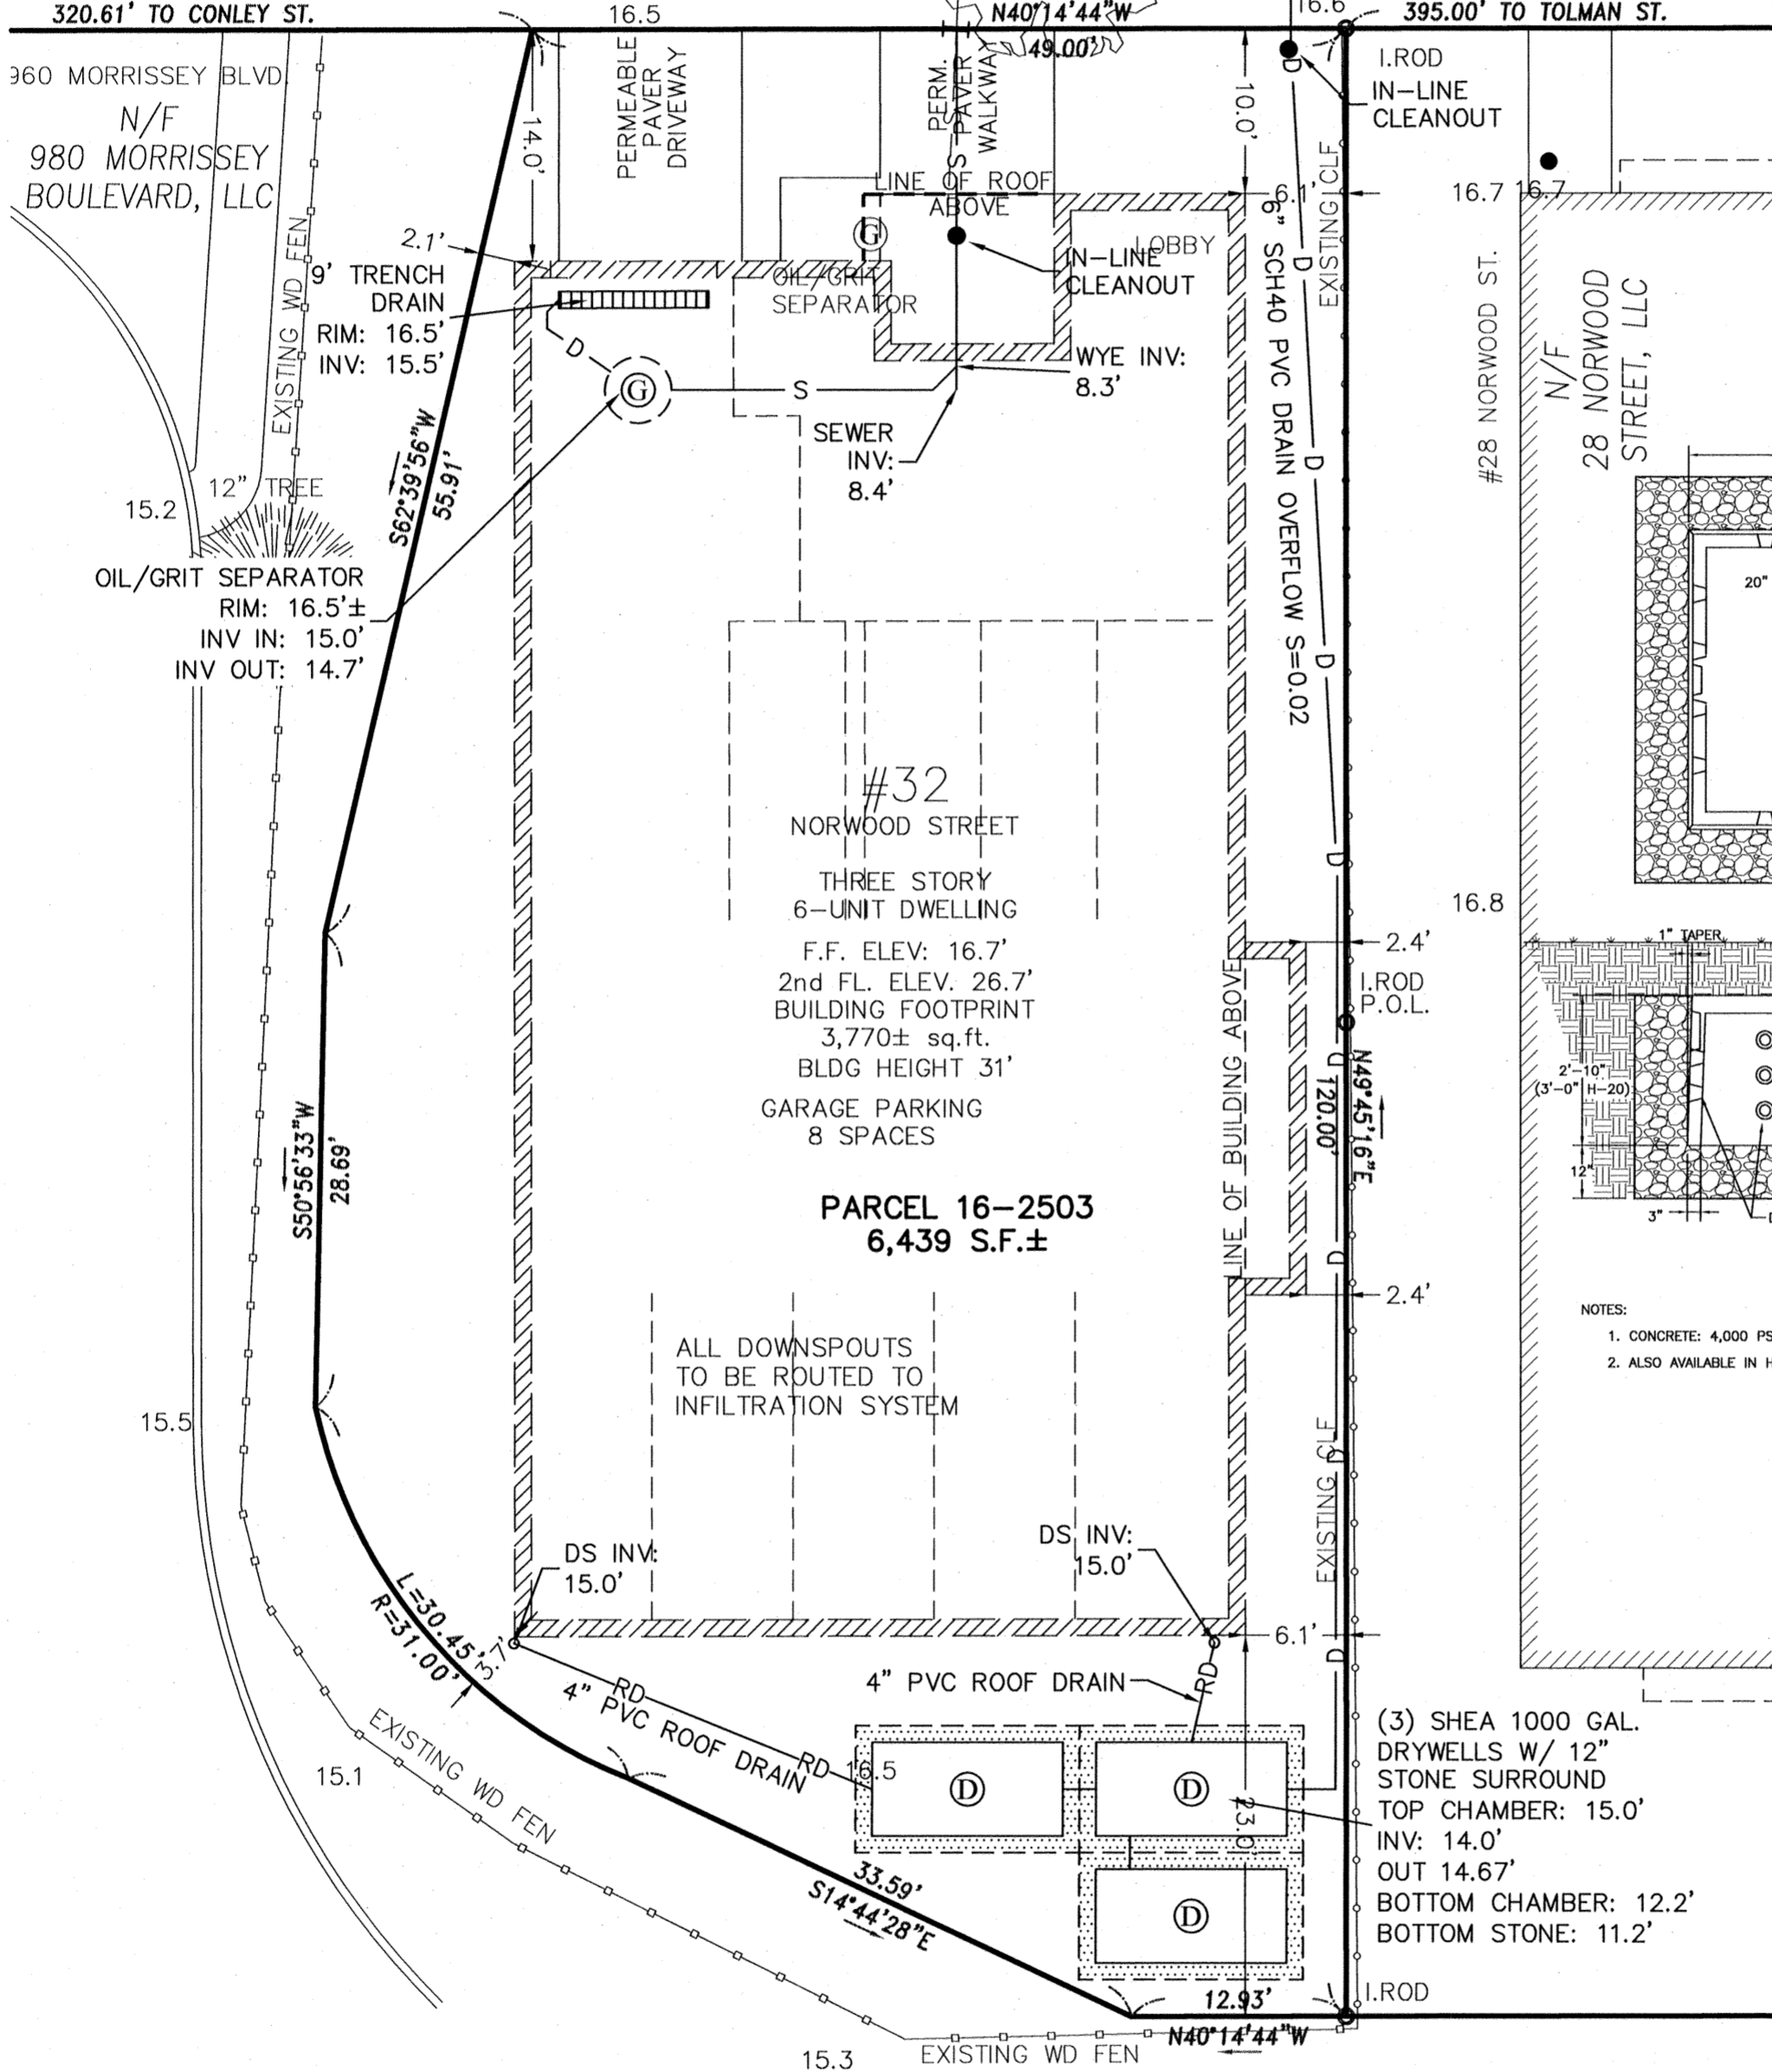 320.61' TO CONLEY ST.
16.5
N40°14'44"W
49.00'
16.6
395.00' TO TOLMAN ST.
960 MORRISSEY BLVD
N/F
980 MORRISSEY
BOULEVARD, LLC
EXISTING WD FEN
14.0'
PERMEABLE
PAVER
DRIVEWAY
PERM.
PAVER
WALKWAY
S
10.0'
D
I.ROD
IN-LINE
CLEANOUT
EXISTING CLF
LINE OF ROOF
ABOVE
6.1'
16.7
16.7
2.1'
9' TRENCH
DRAIN
RIM: 16.5'
INV: 15.5'
G
OIL/GRIT
SEPARATOR
LOBBY
IN-LINE
CLEANOUT
6" SCH40 PVC DRAIN OVERFLOW S=0.02
D
#28 NORWOOD ST.
N/F
28 NORWOOD
STREET, LLC
D
G
S
WYE INV:
8.3'
SEWER
INV:
8.4'
D
S62°39'56"W
55.91'
15.2
12" TREE
OIL/GRIT SEPARATOR
RIM: 16.5'±
INV IN: 15.0'
INV OUT: 14.7'
20"
D
#32
NORWOOD STREET
THREE STORY
6-UNIT DWELLING
F.F. ELEV: 16.7'
2nd FL. ELEV. 26.7'
BUILDING FOOTPRINT
3,770± sq.ft.
BLDG HEIGHT 31'
GARAGE PARKING
8 SPACES
D
16.8
2.4'
I.ROD
P.O.L.
1" TAPER
LINE OF BUILDING ABOVE
D
N49°45'16"E
120.00'
2'-10"
(3'-0" H-20)
12"
3"
S50°56'33"W
28.69'
PARCEL 16-2503
6,439 S.F.±
D
2.4'
NOTES:
1. CONCRETE: 4,000 PS
2. ALSO AVAILABLE IN H
ALL DOWNSPOUTS
TO BE ROUTED TO
INFILTRATION SYSTEM
15.5
EXISTING CLF
D
DS INV:
15.0'
DS INV:
15.0'
L=30.45'
R=31.00'
3.7'
6.1'
D
RD
4" PVC ROOF DRAIN
RD
4" PVC ROOF DRAIN
RD
16.5
EXISTING WD FEN
15.1
D
D
23.0'
D
(3) SHEA 1000 GAL.
DRYWELLS W/ 12"
STONE SURROUND
TOP CHAMBER: 15.0'
INV: 14.0'
OUT 14.67'
BOTTOM CHAMBER: 12.2'
BOTTOM STONE: 11.2'
33.59'
S14°44'28"E
12.93'
N40°14'44"W
I.ROD
15.3
EXISTING WD FEN